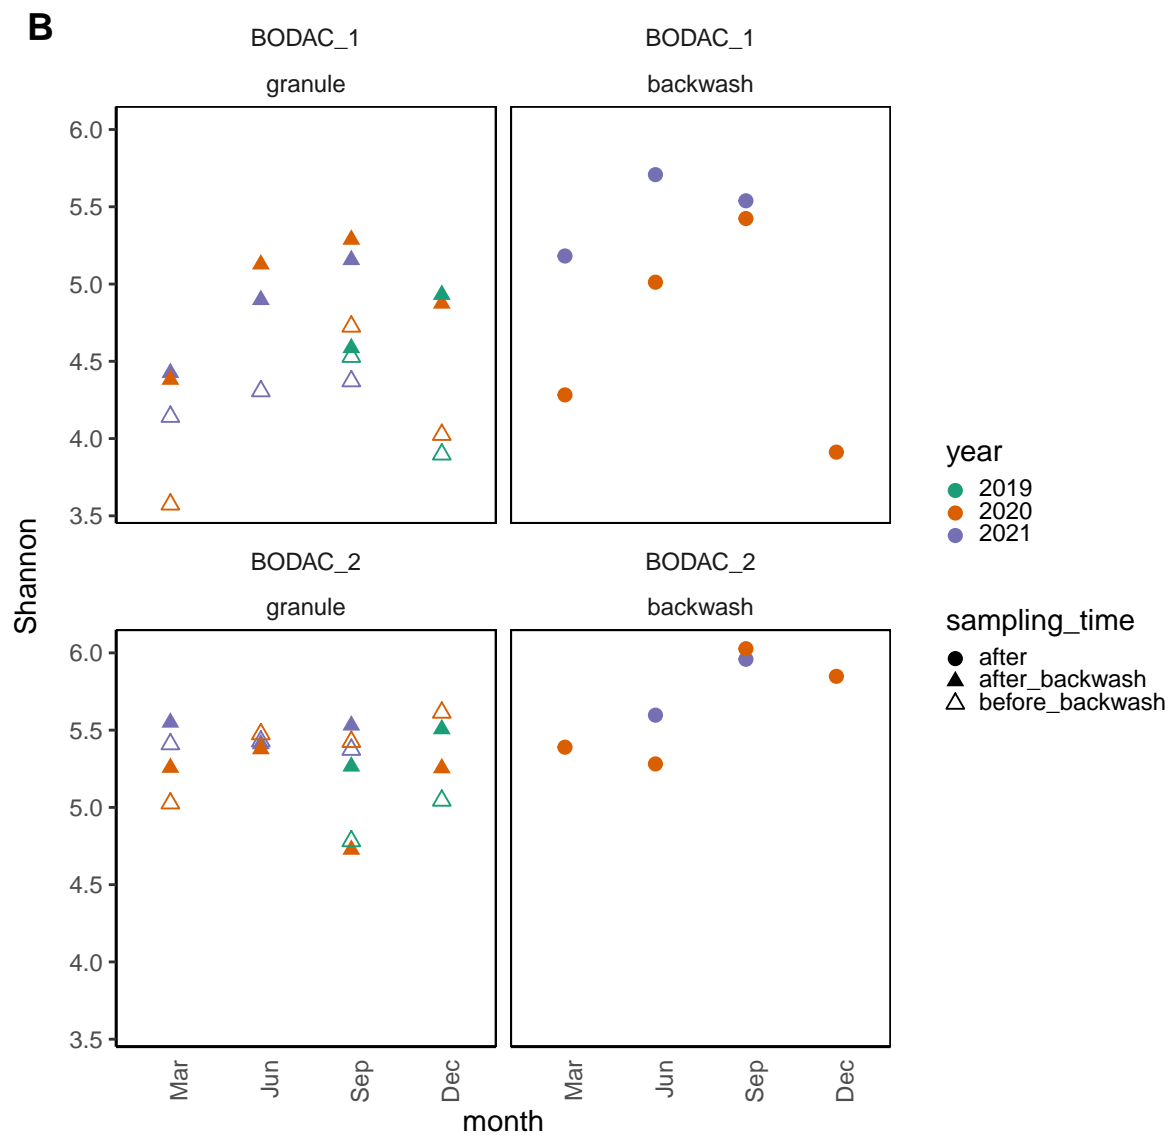 B
BODAC_1
BODAC_1
granule
backwash
6.0
5.5
5.0
4.5
4.0
3.5
BODAC_2
BODAC_2
granule
backwash
6.0
5.5
5.0
4.5
4.0
3.5
Mar
Jun
Sep
Dec
Mar
Jun
Sep
Dec
month
Shannon
year
2019
2020
2021
sampling_time
after
after_backwash
before_backwash